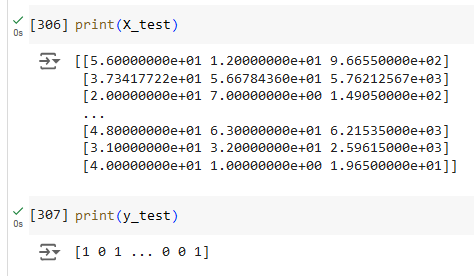 [306] print(X_test)
0s
[[5.60000000e+01 1.20000000e+01 9.66550000e+02]
[3.73417722e+01 5.66784360e+01 5.76212567e+03]
[2.00000000e+01 7.00000000e+00 1.49050000e+02]
...
[4.80000000e+01 6.30000000e+01 6.21535000e+03]
[3.10000000e+01 3.20000000e+01 2.59615000e+03]
[4.00000000e+01 1.00000000e+00 1.96500000e+01]]
[307] print(y_test)
0s
[1 0 1 ... 0 0 1]